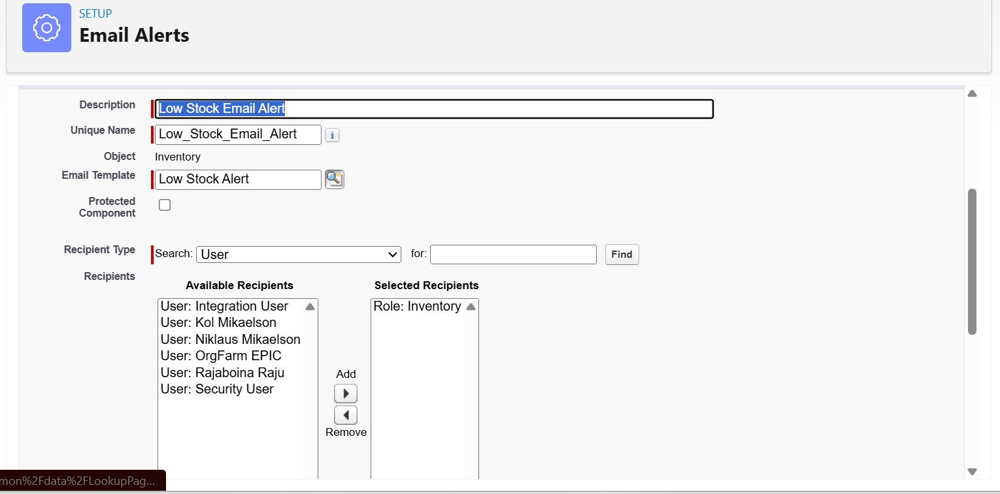 SETUP
Email Alerts
Description
Low Stock Email Alert
Unique Name
Low_Stock_Email_Alert
i
Object
Inventory
Email Template
Low Stock Alert
Protected
Component
Recipient Type
Search:
User
for:
Find
Recipients
Available Recipients
Selected Recipients
User: Integration User
User: Kol Mikaelson
User: Niklaus Mikaelson
User: OrgFarm EPIC
User: Rajaboina Raju
User: Security User
Add
Remove
Role: Inventory
mon%2Fdata%2FLookupPag...